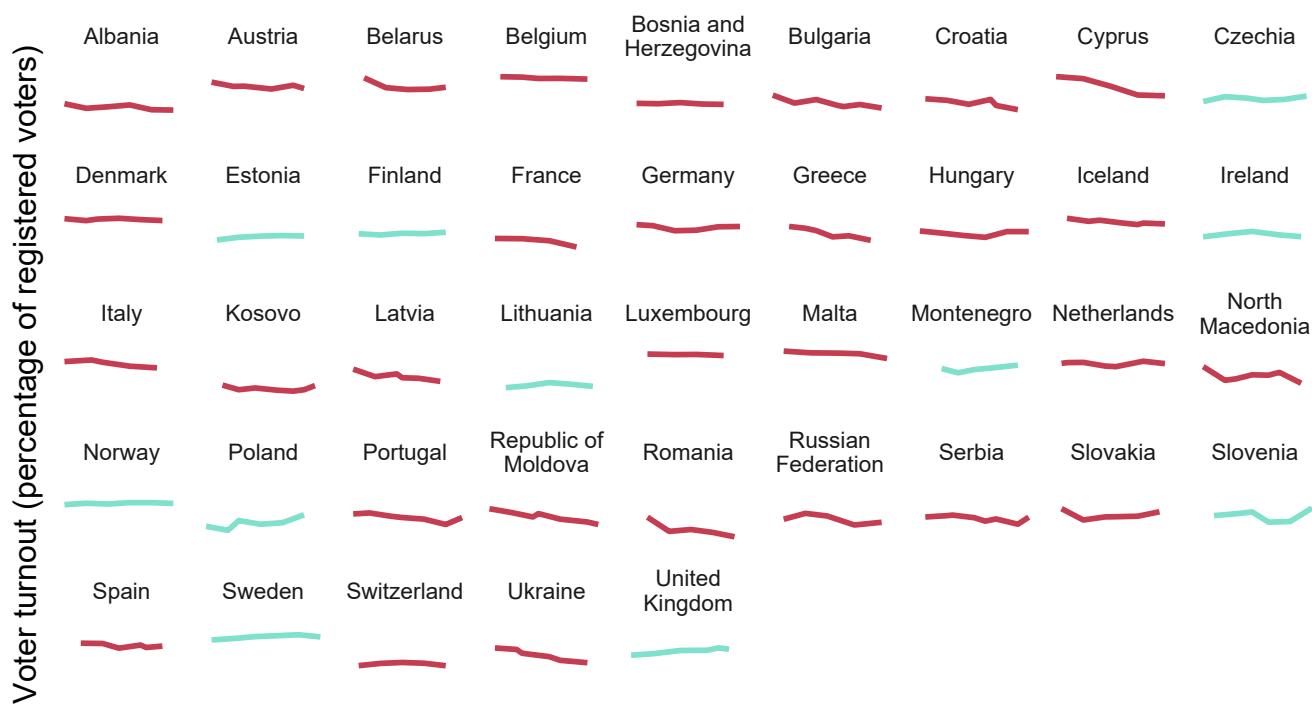 Voter turnout (percentage of registered voters)
Albania
Austria
Belarus
Belgium
Bosnia and
Herzegovina
Bulgaria
Croatia
Cyprus
Czechia
Denmark
Estonia
Finland
France
Germany
Greece
Hungary
Iceland
Ireland
Italy
Kosovo
Latvia
Lithuania
Luxembourg
Malta
Montenegro
Netherlands
North
Macedonia
Norway
Poland
Portugal
Republic of
Moldova
Romania
Russian
Federation
Serbia
Slovakia
Slovenia
Spain
Sweden
Switzerland
Ukraine
United
Kingdom